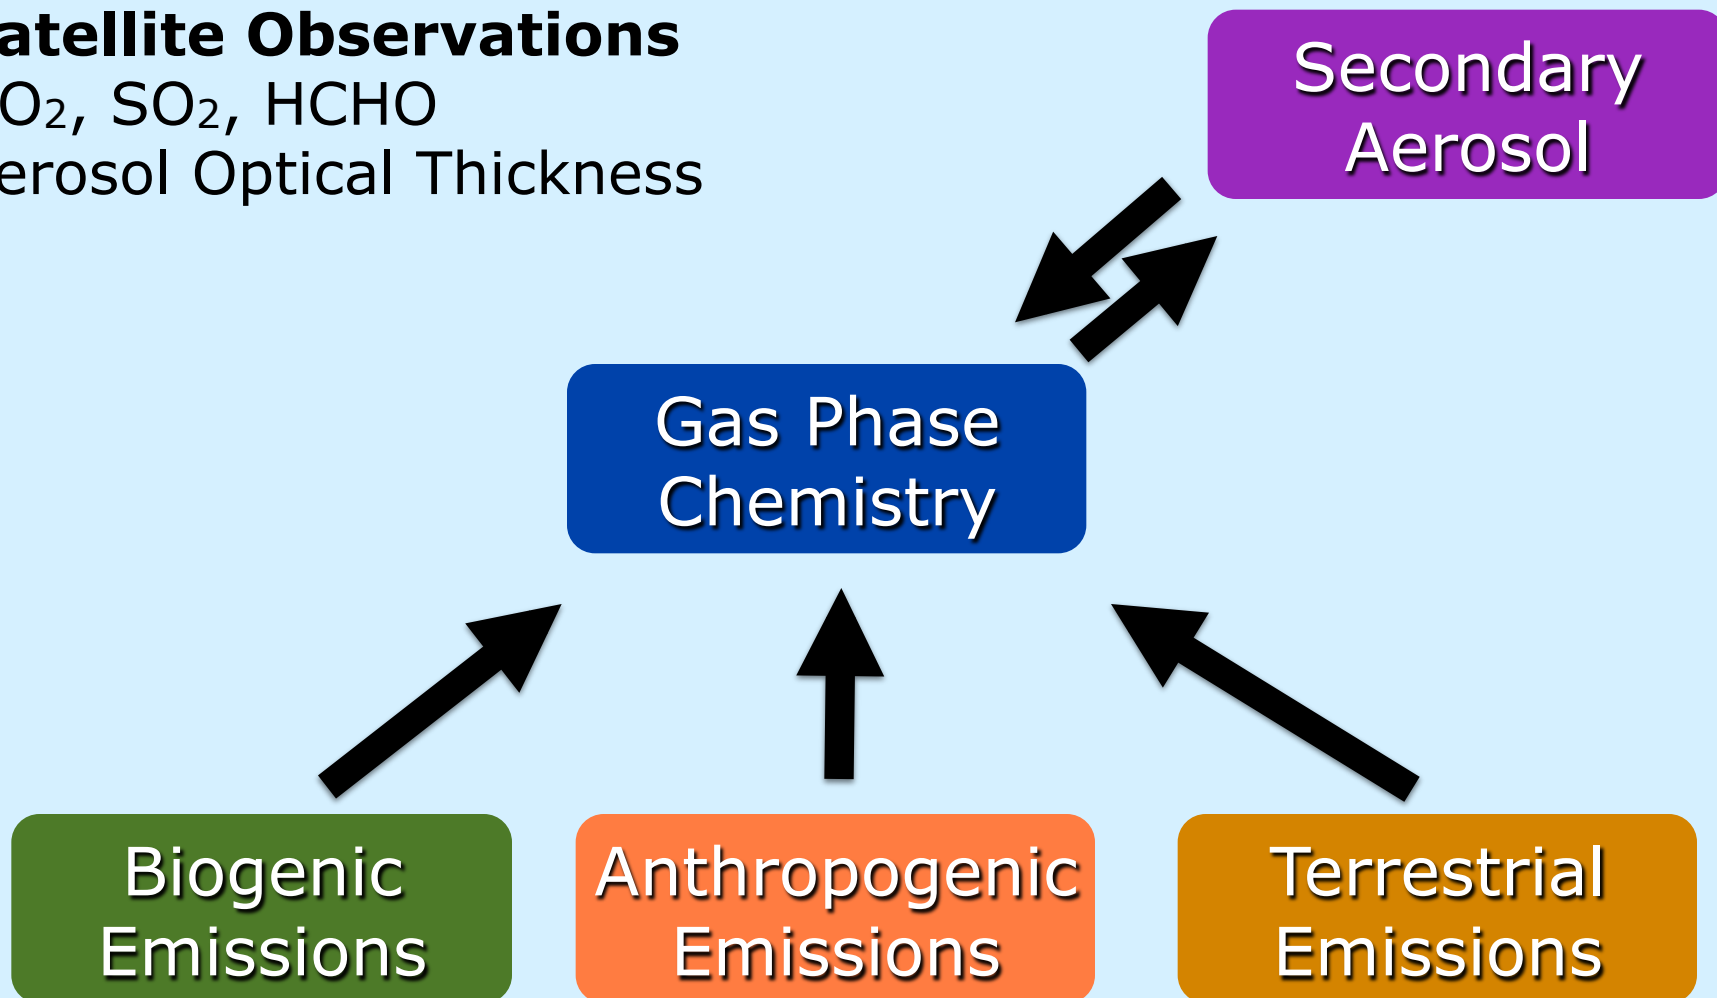 atellite Observations
O₂, SO₂, HCHO
erosol Optical Thickness
Secondary
Aerosol
Gas Phase
Chemistry
Biogenic
Emissions
Anthropogenic
Emissions
Terrestrial
Emissions